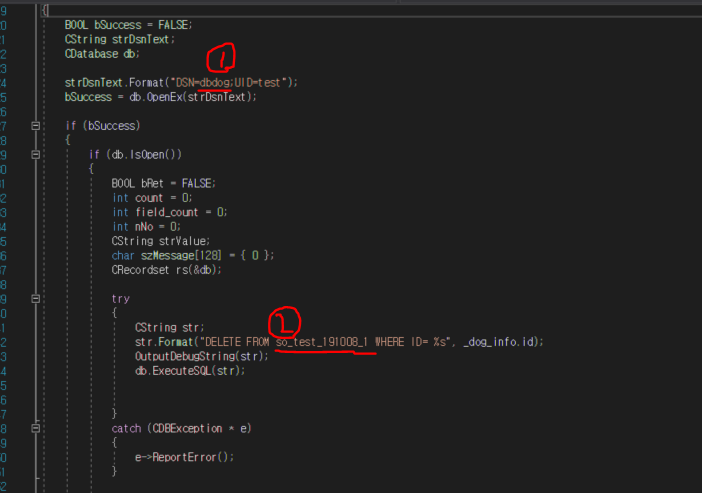 {
BOOL bSuccess = FALSE;
CString strDsnText;
CDatabase db;
1
strDsnText.Format("DSN=dbdog;UID=test");
bSuccess = db.OpenEx(strDsnText);
if (bSuccess)
{
if (db.IsOpen())
{
BOOL bRet = FALSE;
int count = 0;
int field_count = 0;
int nNo = 0;
CString strValue;
char szMessage[128] = { 0 };
CRecordset rs(&db);
try
{
2
CString str;
str.Format("DELETE FROM so_test_191008_1 WHERE ID= %s", _dog_info.id);
OutputDebugString(str);
db.ExecuteSQL(str);
}
catch (CDBException * e)
{
e->ReportError();
}